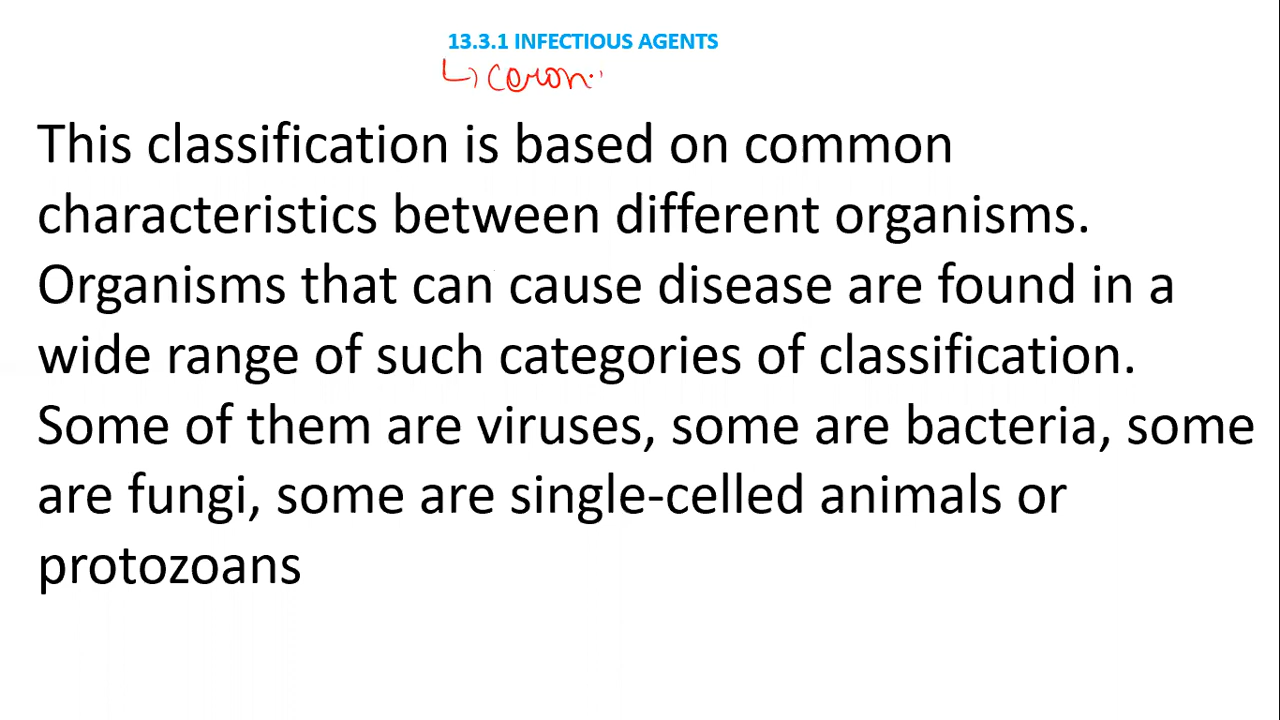 13.3.1 INFECTIOUS AGENTS
This classification is based on common
characteristics between different organisms.
Organisms that can cause disease are found in a
wide range of such categories of classification.
Some of them are viruses, some are bacteria, some
are fungi, some are single-celled animals or
protozoans